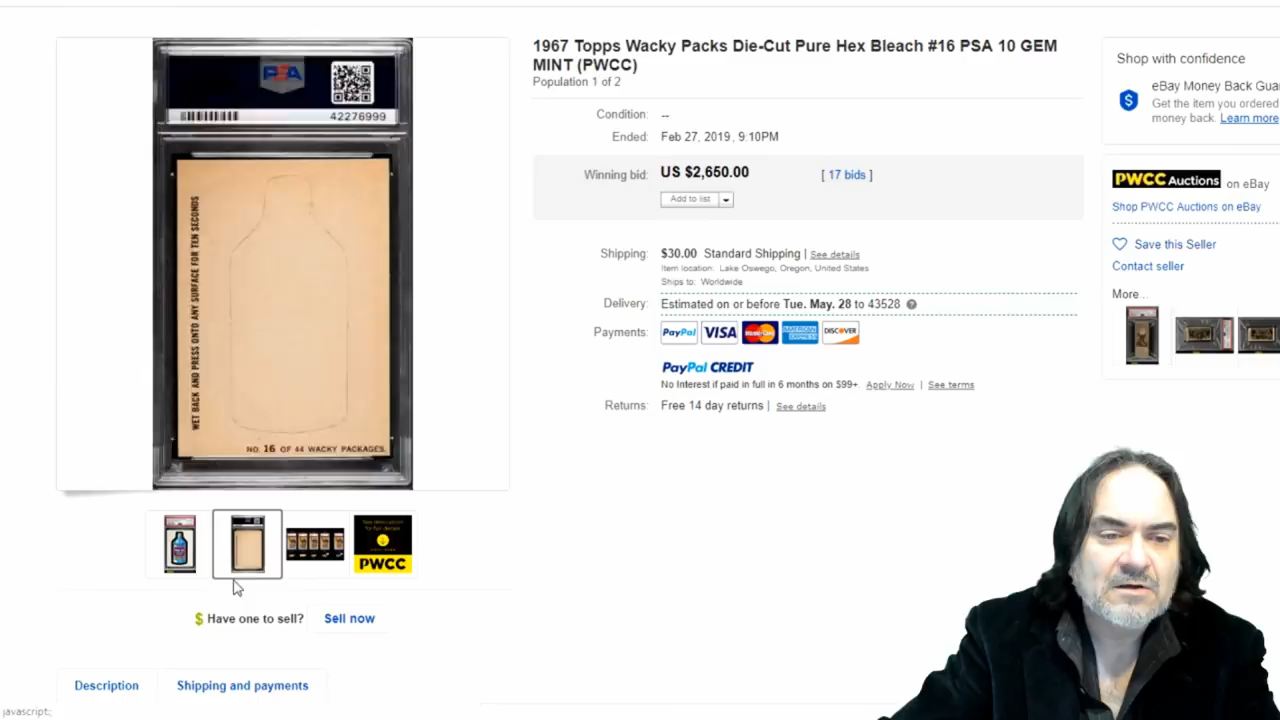 PSA
42276999
WET BACK AND PRESS ONTO ANY SURFACE FOR TEN SECONDS
NO. 16 OF 44 WACKY PACKAGES.
PWCC
$ Have one to sell? Sell now
Description
Shipping and payments
javascript:;
1967 Topps Wacky Packs Die-Cut Pure Hex Bleach #16 PSA 10 GEM
MINT (PWCC)
Population 1 of 2
Condition: --
Ended: Feb 27, 2019 , 9:10PM
Winning bid: US $2,650.00 [ 17 bids ]
Add to list
Shipping: $30.00 Standard Shipping | See details
Item location: Lake Oswego, Oregon, United States
Ships to: Worldwide
Delivery: Estimated on or before Tue. May. 28 to 43528
Payments: PayPal VISA MasterCard AMERICAN EXPRESS DISCOVER
PayPal CREDIT
No Interest if paid in full in 6 months on $99+. Apply Now | See terms
Returns: Free 14 day returns | See details
Shop with confidence
eBay Money Back Gua
Get the item you ordered
money back. Learn more
PWCC Auctions on eBay
Shop PWCC Auctions on eBay
Save this Seller
Contact seller
More...